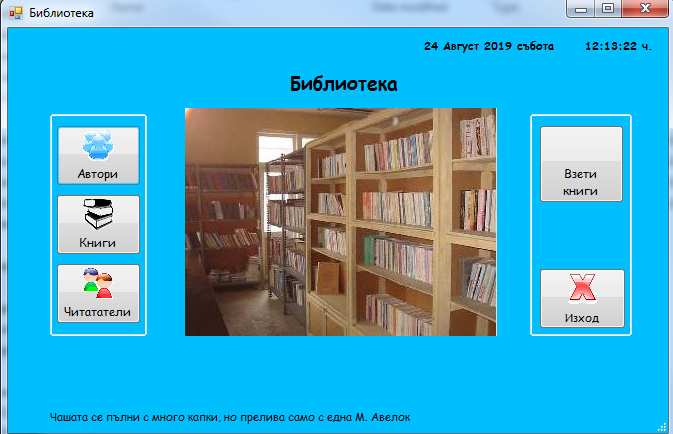 Библиотека
24 Август 2019 събота 12:13:22 ч.
Библиотека
Автори
Книги
Читататели
Взети
книги
Изход
Чашата се пълни с много капки, но прелива само с една М. Авелок